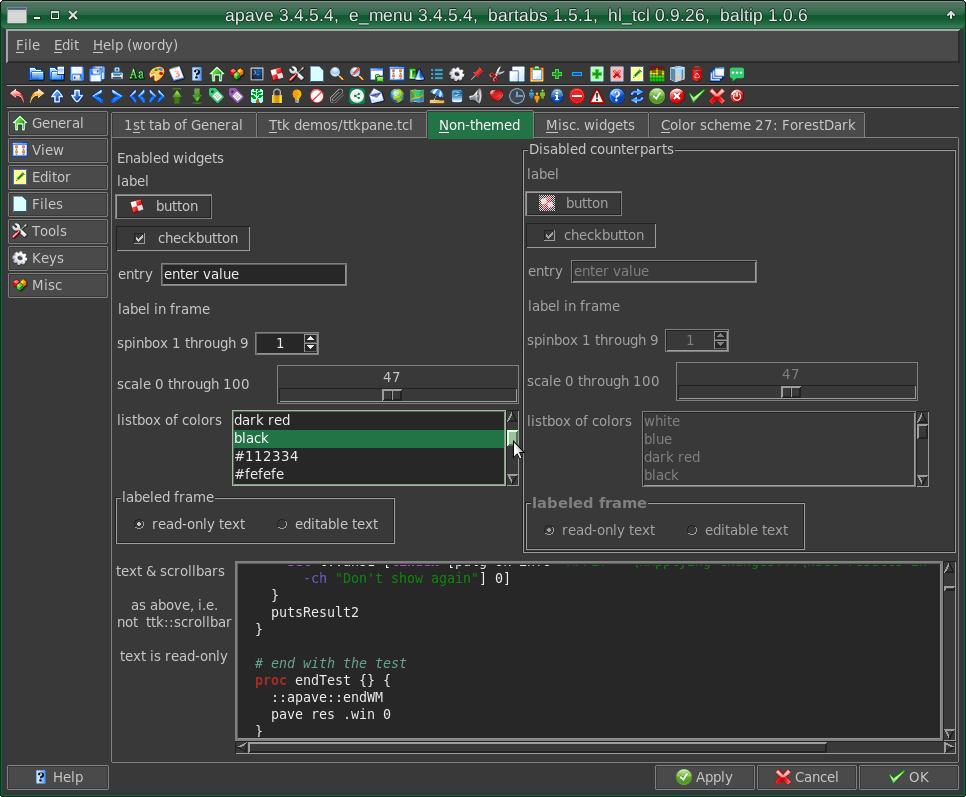 apave 3.4.5.4,  e_menu 3.4.5.4,  bartabs 1.5.1,  hl_tcl 0.9.26,  baltip 1.0.6
File Edit Help (wordy)
General
View
Editor
Files
Tools
Keys
Misc
1st tab of General Ttk demos/ttkpane.tcl Non-themed Misc. widgets Color scheme 27: ForestDark
Enabled widgets
label
button
checkbutton
entry enter value
label in frame
spinbox 1 through 9 1
scale 0 through 100 47
listbox of colors dark red
black
#112334
#fefefe
labeled frame
read-only text editable text
Disabled counterparts
label
button
checkbutton
entry enter value
label in frame
spinbox 1 through 9 1
scale 0 through 100 47
listbox of colors white
blue
dark red
black
labeled frame
read-only text editable text
text & scrollbars
as above, i.e.
not ttk::scrollbar
text is read-only
-ch "Don't show again"] 0]
}
putsResult2
}
# end with the test
proc endTest {} {
::apave::endWM
pave res .win 0
}
Help Apply Cancel OK